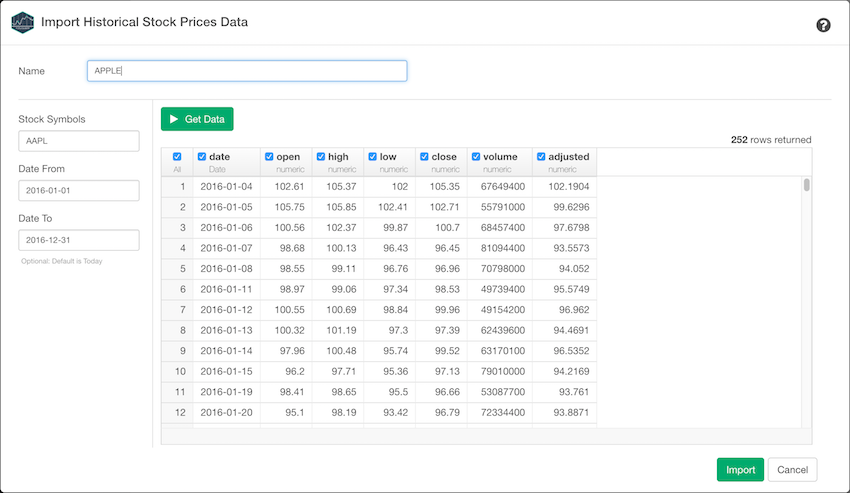 Import Historical Stock Prices Data
Name APPLE
Stock Symbols
AAPL
Date From
2016-01-01
Date To
2016-12-31
Optional: Default is Today
Get Data
252 rows returned
All date Date open numeric high numeric low numeric close numeric volume numeric adjusted numeric
1 2016-01-04 102.61 105.37 102 105.35 67649400 102.1904
2 2016-01-05 105.75 105.85 102.41 102.71 55791000 99.6296
3 2016-01-06 100.56 102.37 99.87 100.7 68457400 97.6798
4 2016-01-07 98.68 100.13 96.43 96.45 81094400 93.5573
5 2016-01-08 98.55 99.11 96.76 96.96 70798000 94.052
6 2016-01-11 98.97 99.06 97.34 98.53 49739400 95.5749
7 2016-01-12 100.55 100.69 98.84 99.96 49154200 96.962
8 2016-01-13 100.32 101.19 97.3 97.39 62439600 94.4691
9 2016-01-14 97.96 100.48 95.74 99.52 63170100 96.5352
10 2016-01-15 96.2 97.71 95.36 97.13 79010000 94.2169
11 2016-01-19 98.41 98.65 95.5 96.66 53087700 93.761
12 2016-01-20 95.1 98.19 93.42 96.79 72334400 93.8871
Import Cancel